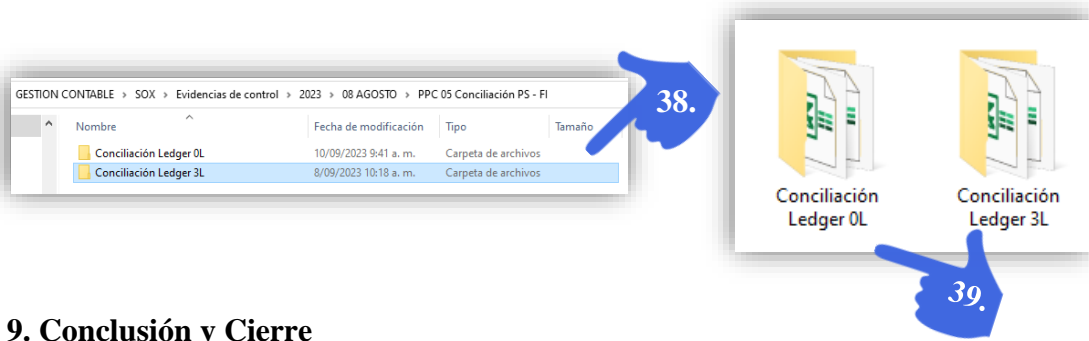 GESTION CONTABLE > SOX > Evidencias de control > 2023 > 08 AGOSTO > PPC 05 Conciliación PS - FI
Nombre Fecha de modificación Tipo Tamaño
Conciliación Ledger 0L 10/09/2023 9:41 a. m. Carpeta de archivos
Conciliación Ledger 3L 8/09/2023 10:18 a. m. Carpeta de archivos
38.
Conciliación
Ledger 0L
Conciliación
Ledger 3L
39.
9. Conclusión y Cierre